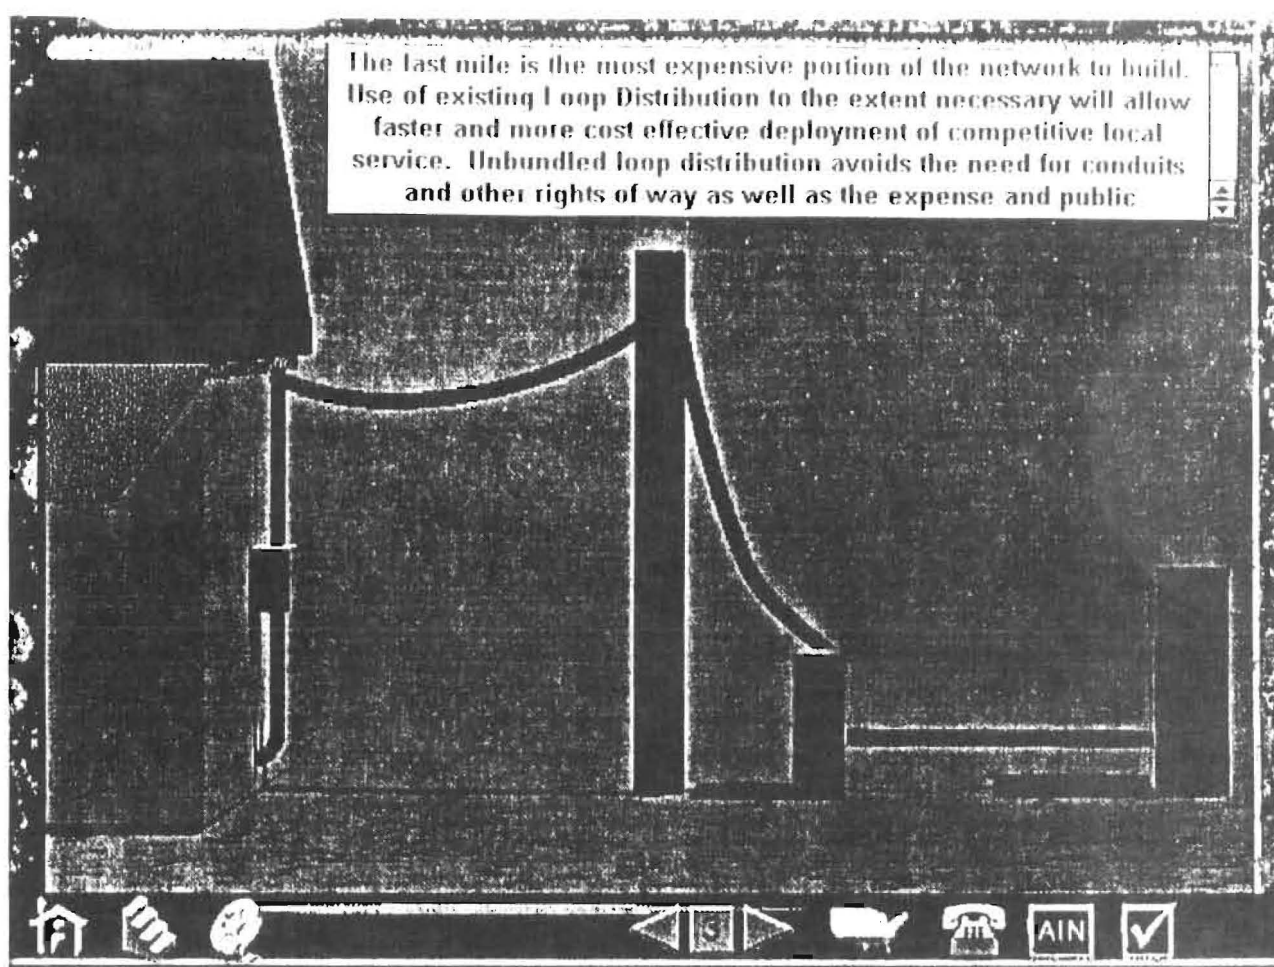 The last mile is the most expensive portion of the network to build.
Use of existing Loop Distribution to the extent necessary will allow
faster and more cost effective deployment of competitive local
service. Unbundled loop distribution avoids the need for conduits
and other rights of way as well as the expense and public
S
AIN